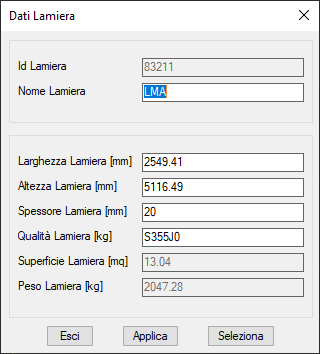 Dati Lamiera
Id Lamiera 83211
Nome Lamiera LMA
Larghezza Lamiera [mm] 2549.41
Altezza Lamiera [mm] 5116.49
Spessore Lamiera [mm] 20
Qualità Lamiera [kg] S355J0
Superficie Lamiera [mq] 13.04
Peso Lamiera [kg] 2047.28
Esci Applica Seleziona